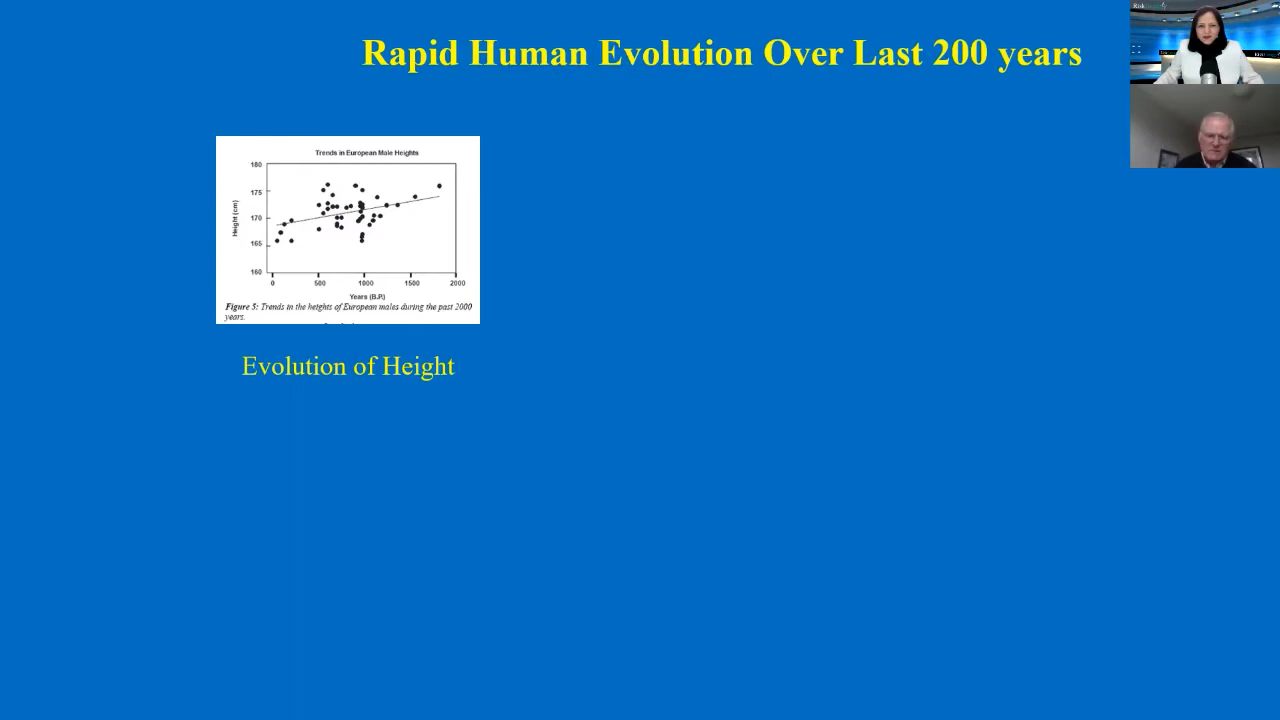 Rapid Human Evolution Over Last 200 years
Trends in European Male Heights
180
175
170
165
160
Height (cm)
0 500 1000 1500 2000
Years (B.P.)
Figure 5: Trends in the heights of European males during the past 2000
years.
Evolution of Height